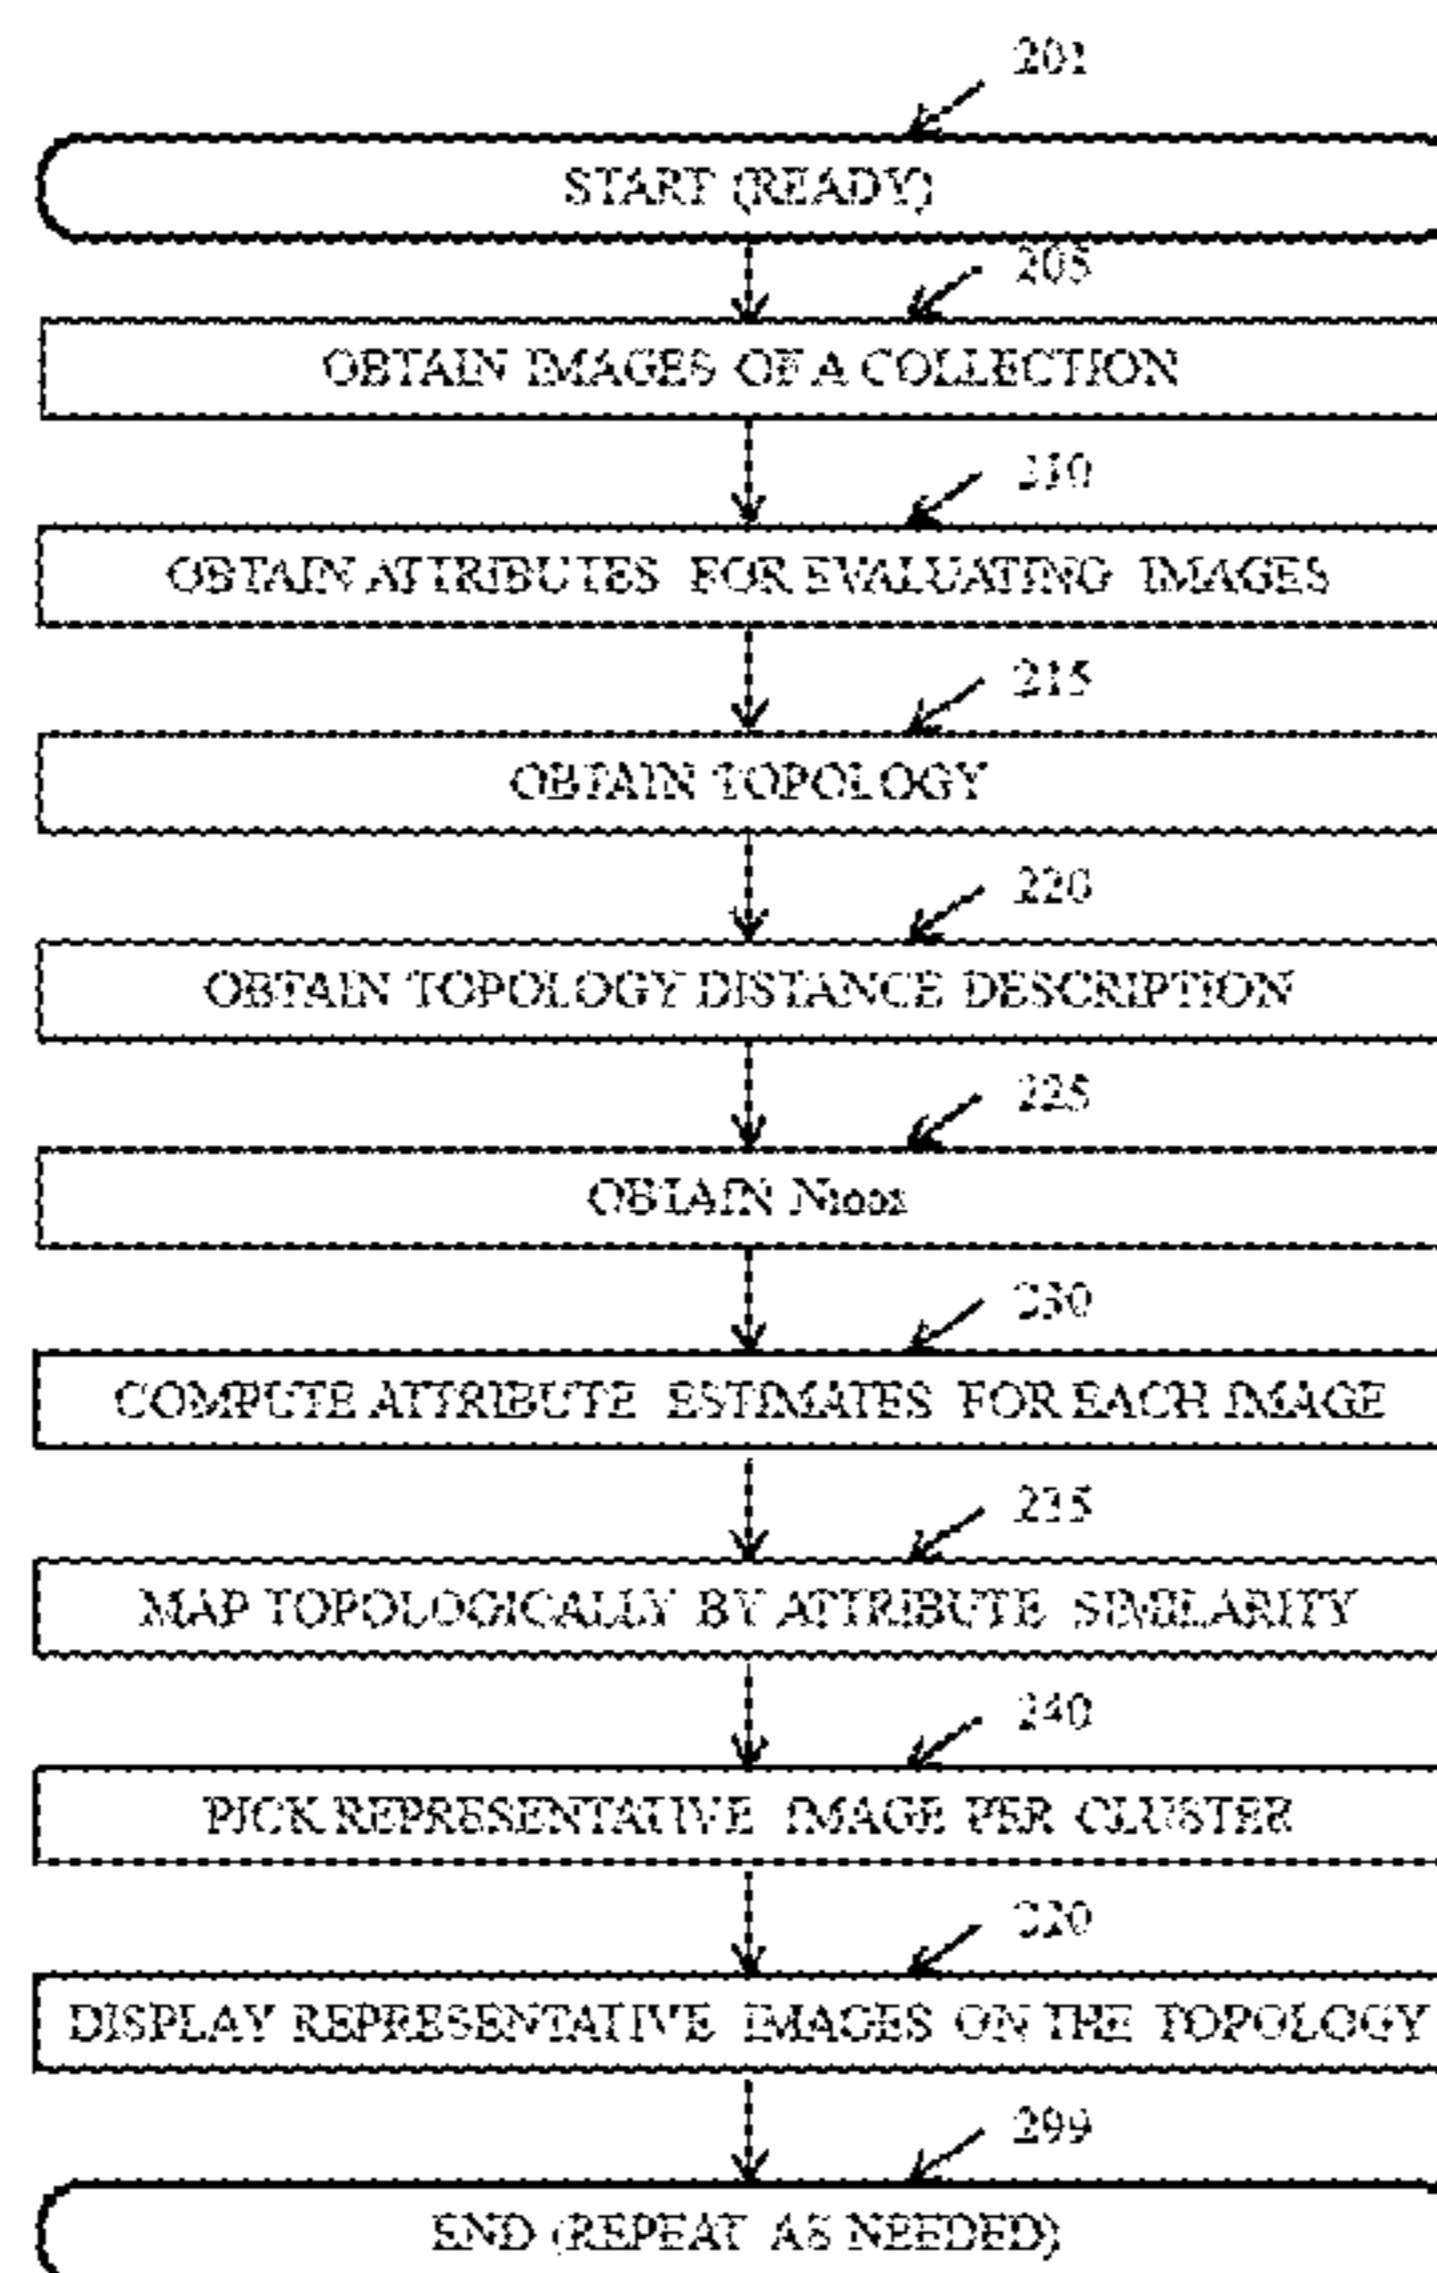 201
START (READY)
205
OBTAIN IMAGES OF A COLLECTION
210
OBTAIN ATTRIBUTES FOR EVALUATING IMAGES
215
OBTAIN TOPOLOGY
220
OBTAIN TOPOLOGY DISTANCE DESCRIPTION
225
OBTAIN Nmax
230
COMPUTE ATTRIBUTE ESTIMATES FOR EACH IMAGE
235
MAP TOPOLOGICALLY BY ATTRIBUTE SIMILARITY
240
PICK REPRESENTATIVE IMAGE PER CLUSTER
DISPLAY REPRESENTATIVE IMAGES ON THE TOPOLOGY
299
END (REPEAT AS NEEDED)